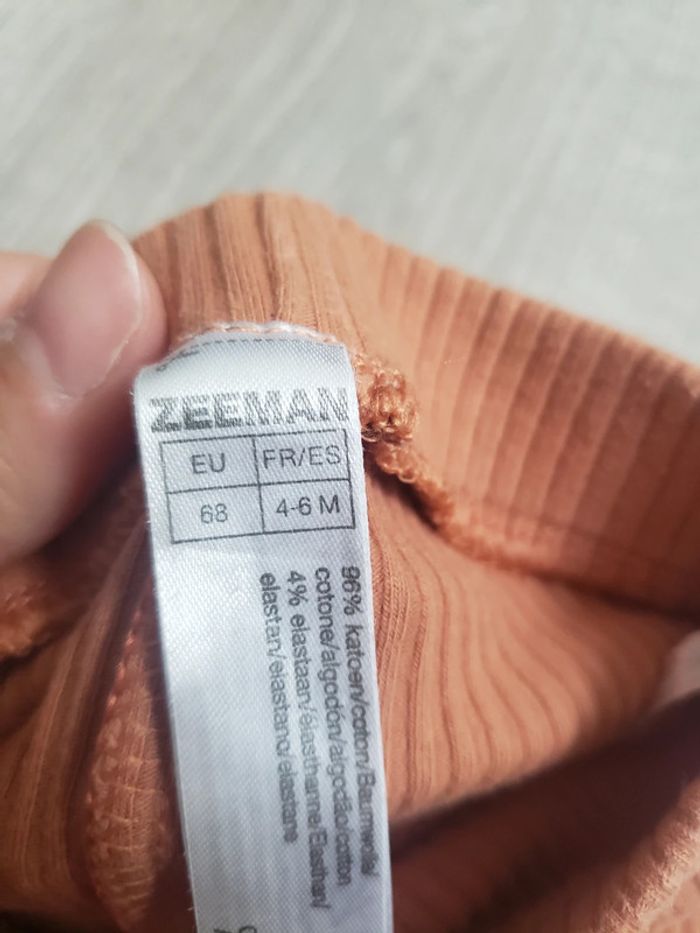 ZEEMAN
EU FR/ES
68 4-6 M
96% katoen/coton/Baumwolle/
cotone/algodón/algodão/cotton
4% elastaan/élasthanne/Elasthan/
elastan/elastano/elastane